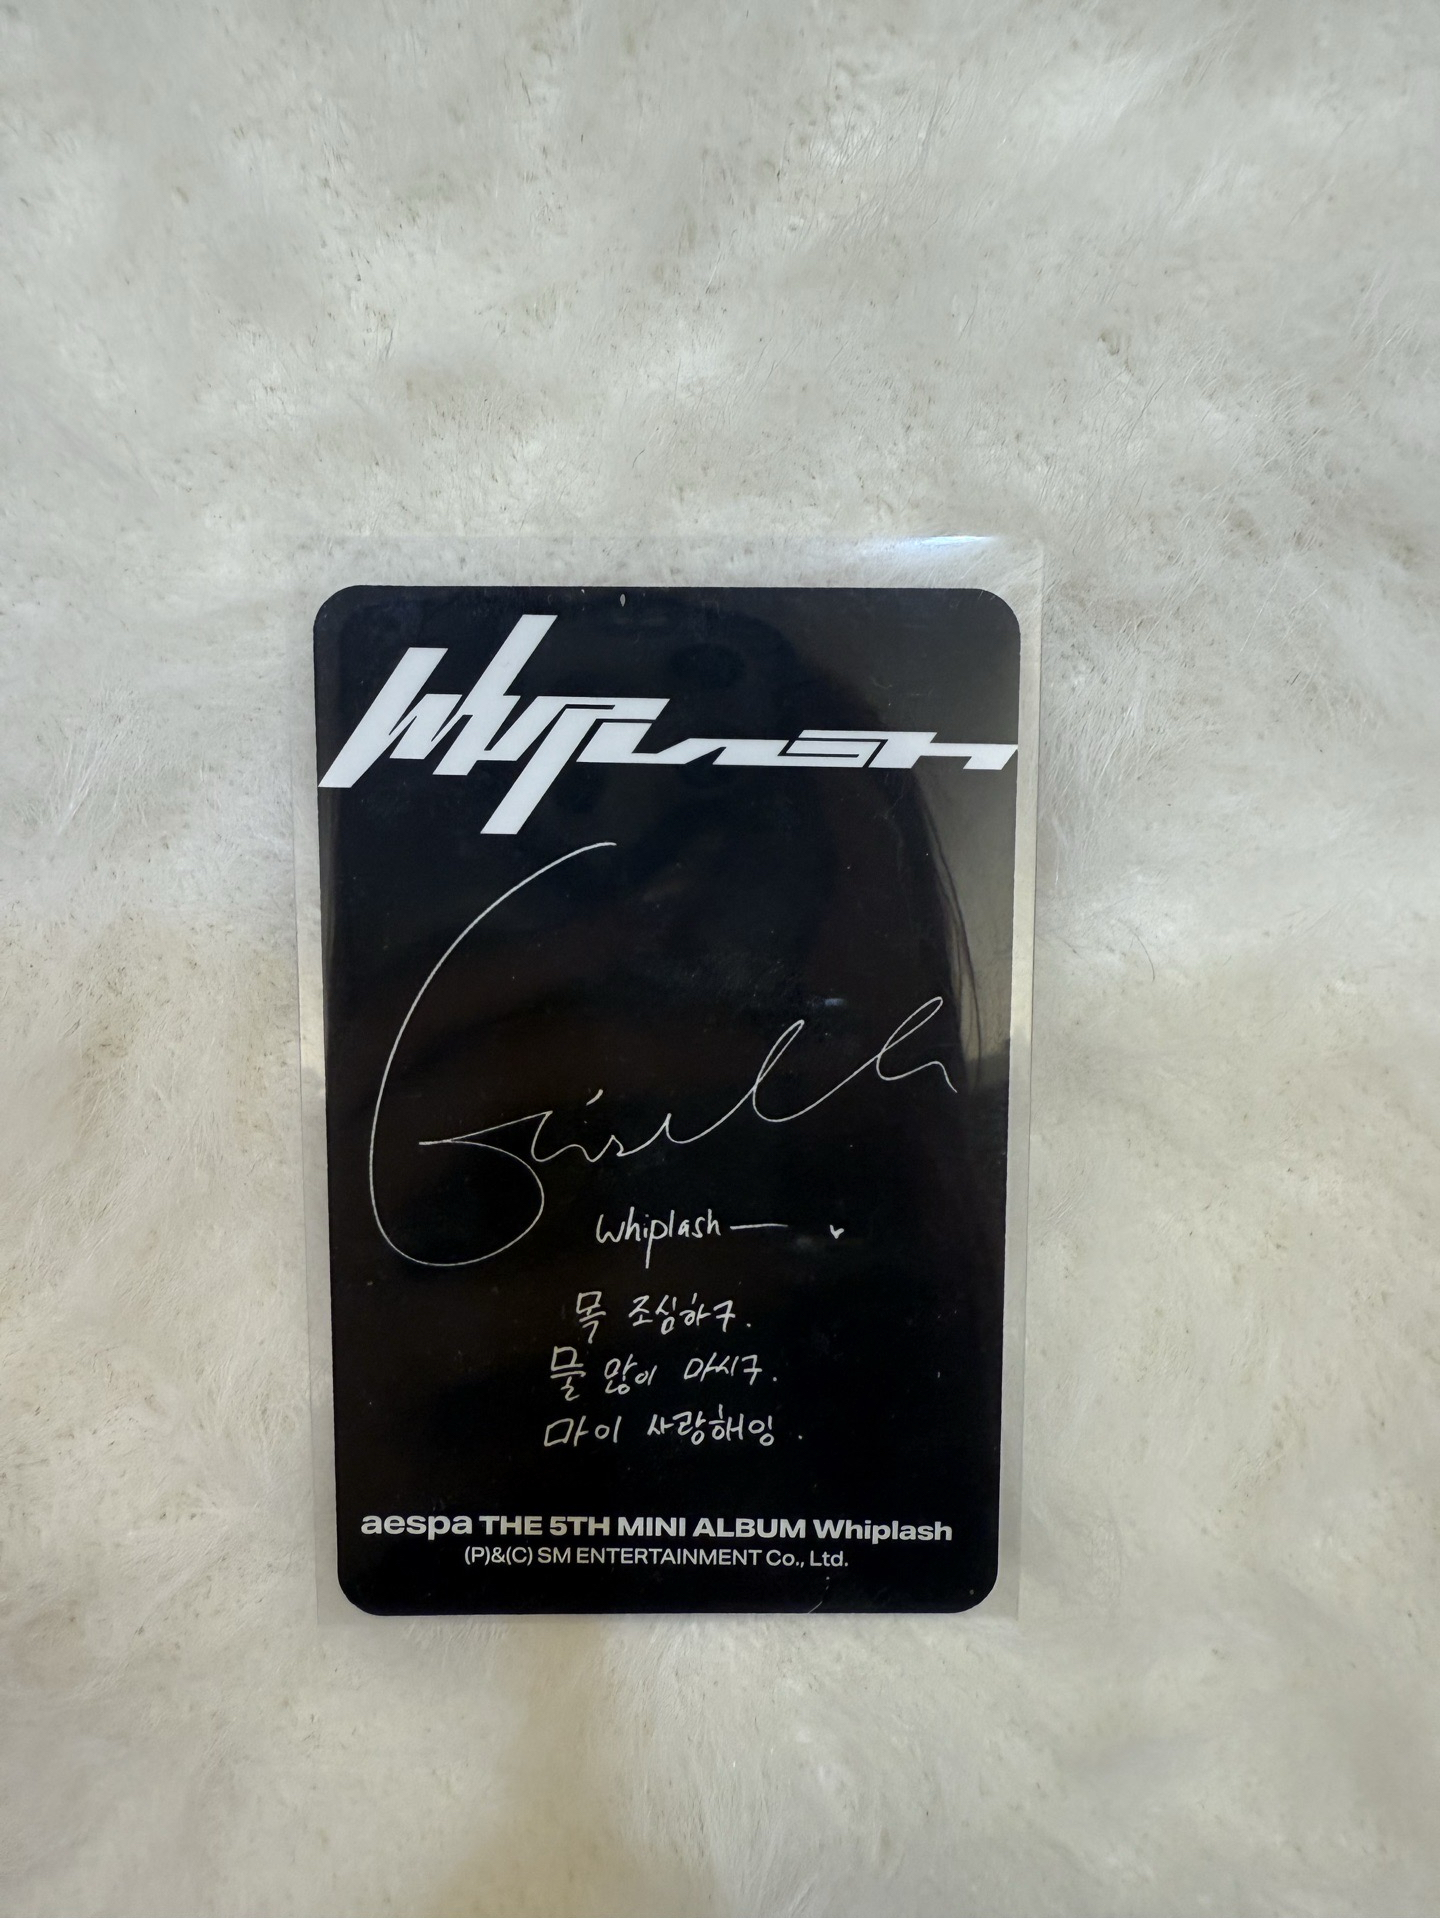 Whiplash
Giselle
Whiplash — ♥
목 조심하구.
물 많이 마시구.
마이 사랑해잉.
aespa THE 5TH MINI ALBUM Whiplash
(P)&(C) SM ENTERTAINMENT Co., Ltd.